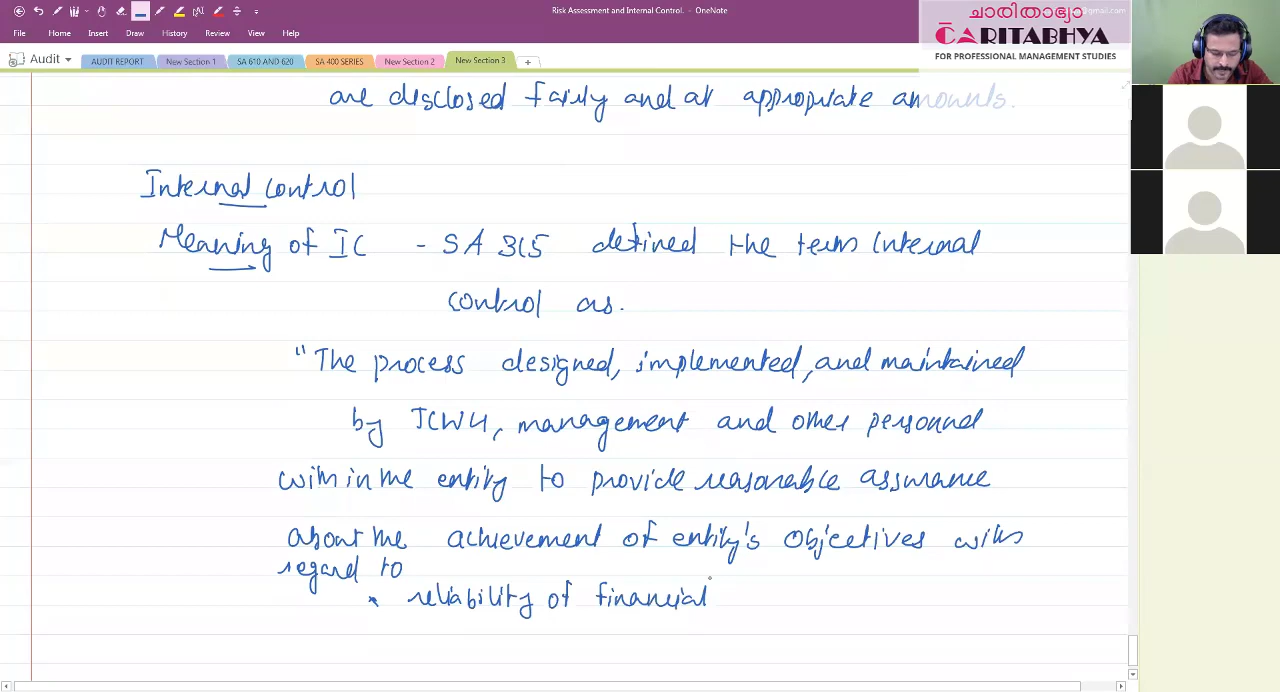 Risk Assessment and Internal Control. - OneNote
File Home Insert Draw History Review View Help
ചാരിതാഭ്യാ
CARITABHYA
FOR PROFESSIONAL MANAGEMENT STUDIES
Audit AUDIT REPORT New Section 1 SA 610 AND 620 SA 400 SERIES New Section 2 New Section 3
are disclosed fairly and at appropriate amounts.
Internal control
Meaning of IC - SA 315 defined the term internal
control as.
"The process designed, implemented, and maintained
by TCWG, management and other personnel
within the entity to provide reasonable assurance
about the achievement of entity's objectives with
regard to
reliability of financial